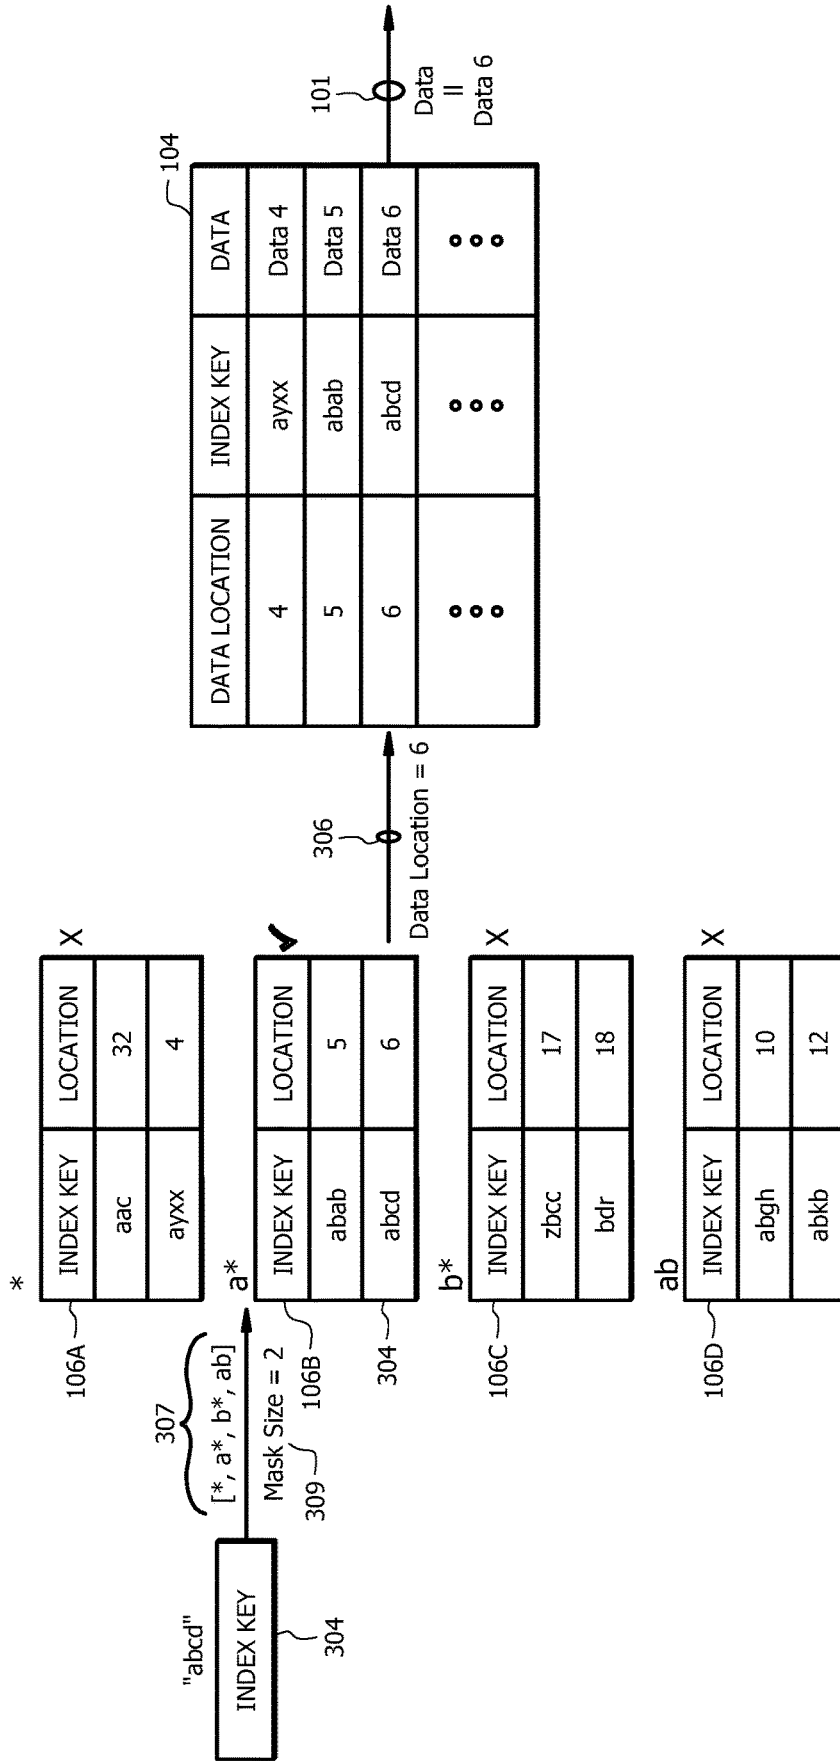 "abcd"
INDEX KEY
304
307
[*, a*, b*, ab]
Mask Size = 2
309
*
106A
INDEX KEY LOCATION
aac 32
ayxx 4
X
a*
106B
INDEX KEY LOCATION
abab 5
abcd 6
304
✓
b*
106C
INDEX KEY LOCATION
zbcc 17
bdr 18
X
ab
106D
INDEX KEY LOCATION
abgh 10
abkb 12
X
306
Data Location = 6
104
DATA LOCATION INDEX KEY DATA
4 ayxx Data 4
5 abab Data 5
6 abcd Data 6
101
Data
=
Data 6